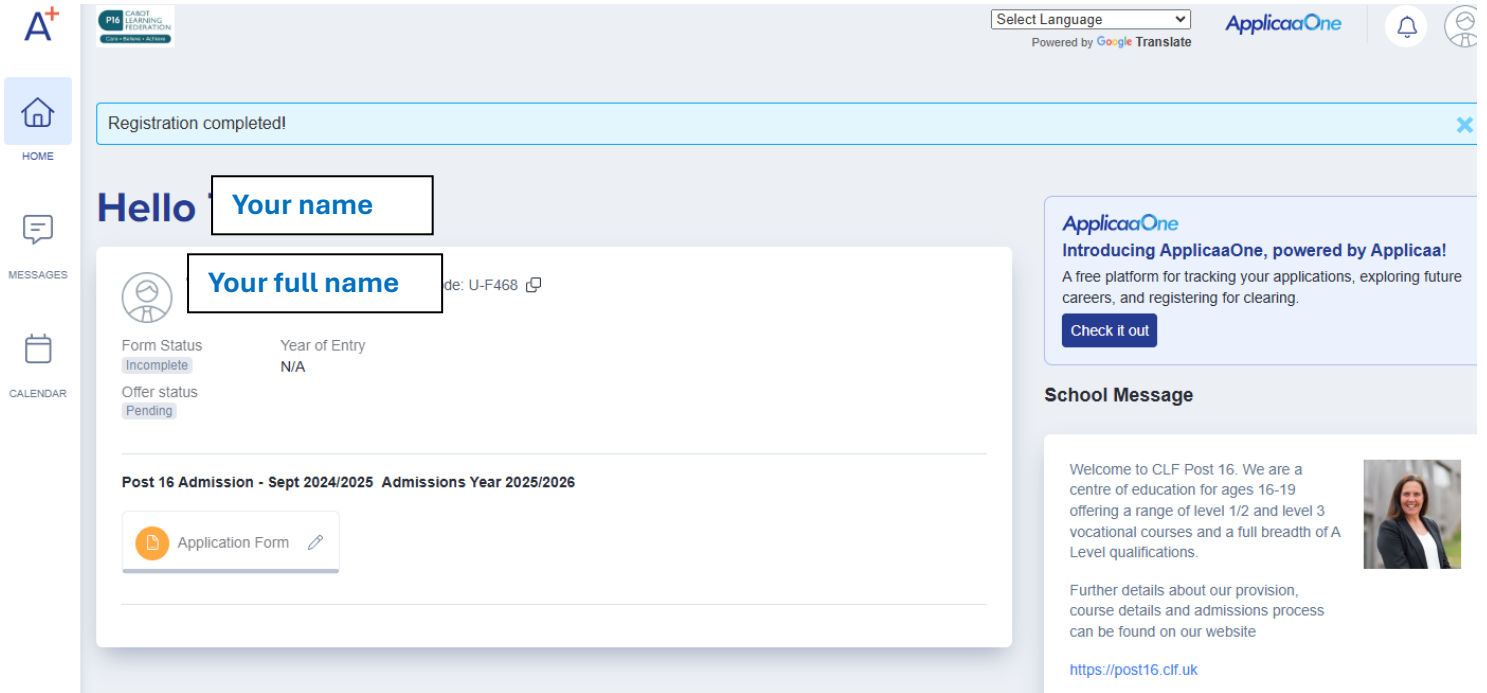 A+
P16 CABOT LEARNING FEDERATION
Care • Believe • Achieve
Select Language
Powered by Google Translate
ApplicaaOne
HOME
MESSAGES
CALENDAR
Registration completed!
Hello
Your name
Your full name
de: U-F468
Form Status
Year of Entry
Incomplete
N/A
Offer status
Pending
Post 16 Admission - Sept 2024/2025 Admissions Year 2025/2026
Application Form
ApplicaaOne
Introducing ApplicaaOne, powered by Applicaa!
A free platform for tracking your applications, exploring future
careers, and registering for clearing.
Check it out
School Message
Welcome to CLF Post 16. We are a
centre of education for ages 16-19
offering a range of level 1/2 and level 3
vocational courses and a full breadth of A
Level qualifications.
Further details about our provision,
course details and admissions process
can be found on our website
https://post16.clf.uk